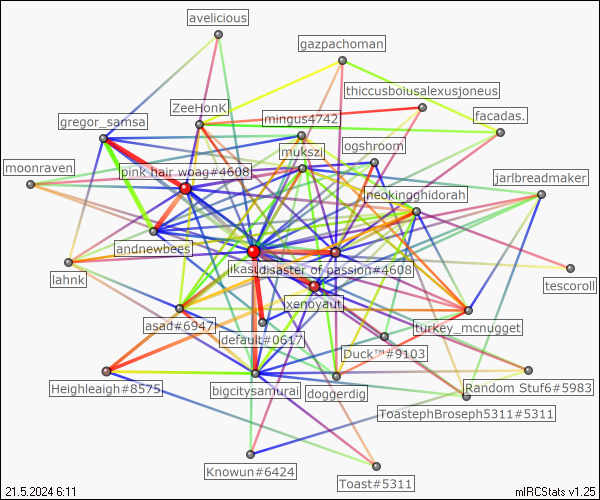 avelicious
gazpachoman
thiccusboiusalexusjoneus
ZeeHonK
facadas.
gregor_samsa
mingus4742
ogshroom
mukszi
moonraven
pink hair woag#4608
jarlbreadmaker
neokingghidorah
andnewbees
ikasu
disaster of passion#4608
lahnk
tescoroll
xenoyaut
asad#6947
turkey_mcnugget
default#0617
Duck™#9103
Heighleaigh#8575
bigcitysamurai
doggerdig
Random Stuf6#5983
ToastephBroseph5311#5311
Knowun#6424
Toast#5311
21.5.2024 6:11
mIRCStats v1.25